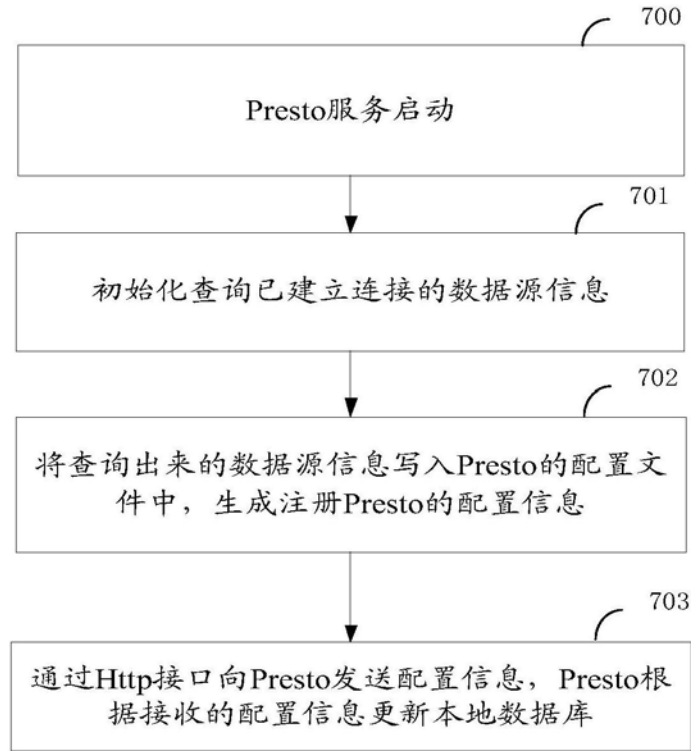 700
Presto服务启动
701
初始化查询已建立连接的数据源信息
702
将查询出来的数据源信息写入Presto的配置文
件中，生成注册Presto的配置信息
703
通过Http接口向Presto发送配置信息，Presto根
据接收的配置信息更新本地数据库